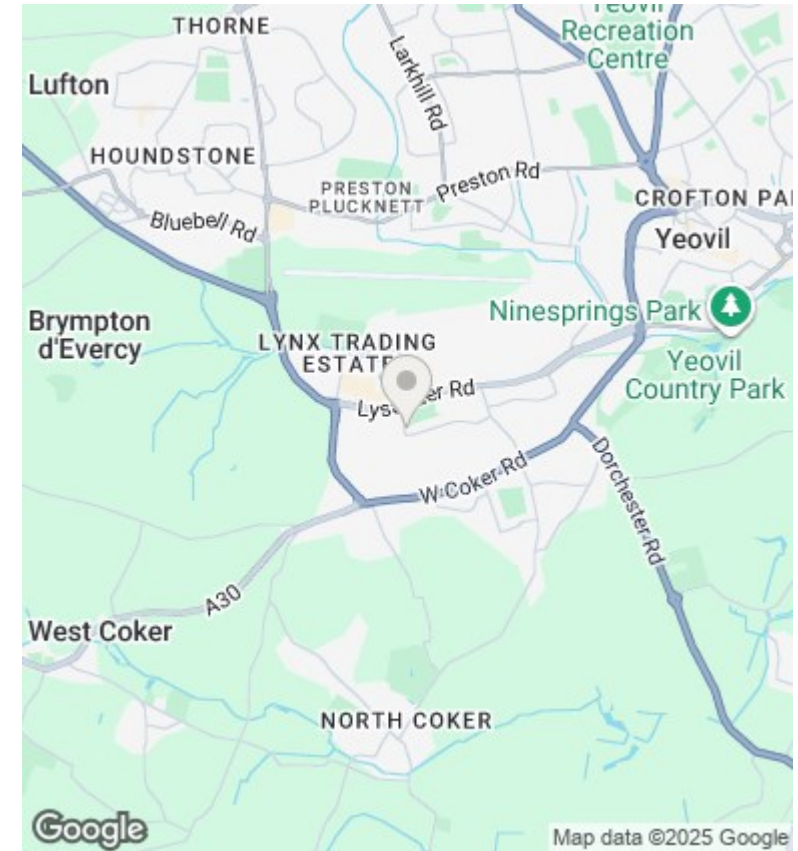 THORNE
Yeovil
Recreation
Centre
Larkhill Rd
Lufton
HOUNDSTONE
PRESTON
PLUCKNETT
Preston Rd
CROFTON PAR
Bluebell Rd
Yeovil
Ninesprings Park
Brympton
d'Evercy
LYNX TRADING
ESTATE
Yeovil
Country Park
Lysander Rd
W Coker Rd
Dorchester Rd
A30
West Coker
NORTH COKER
Google
Map data ©2025 Google